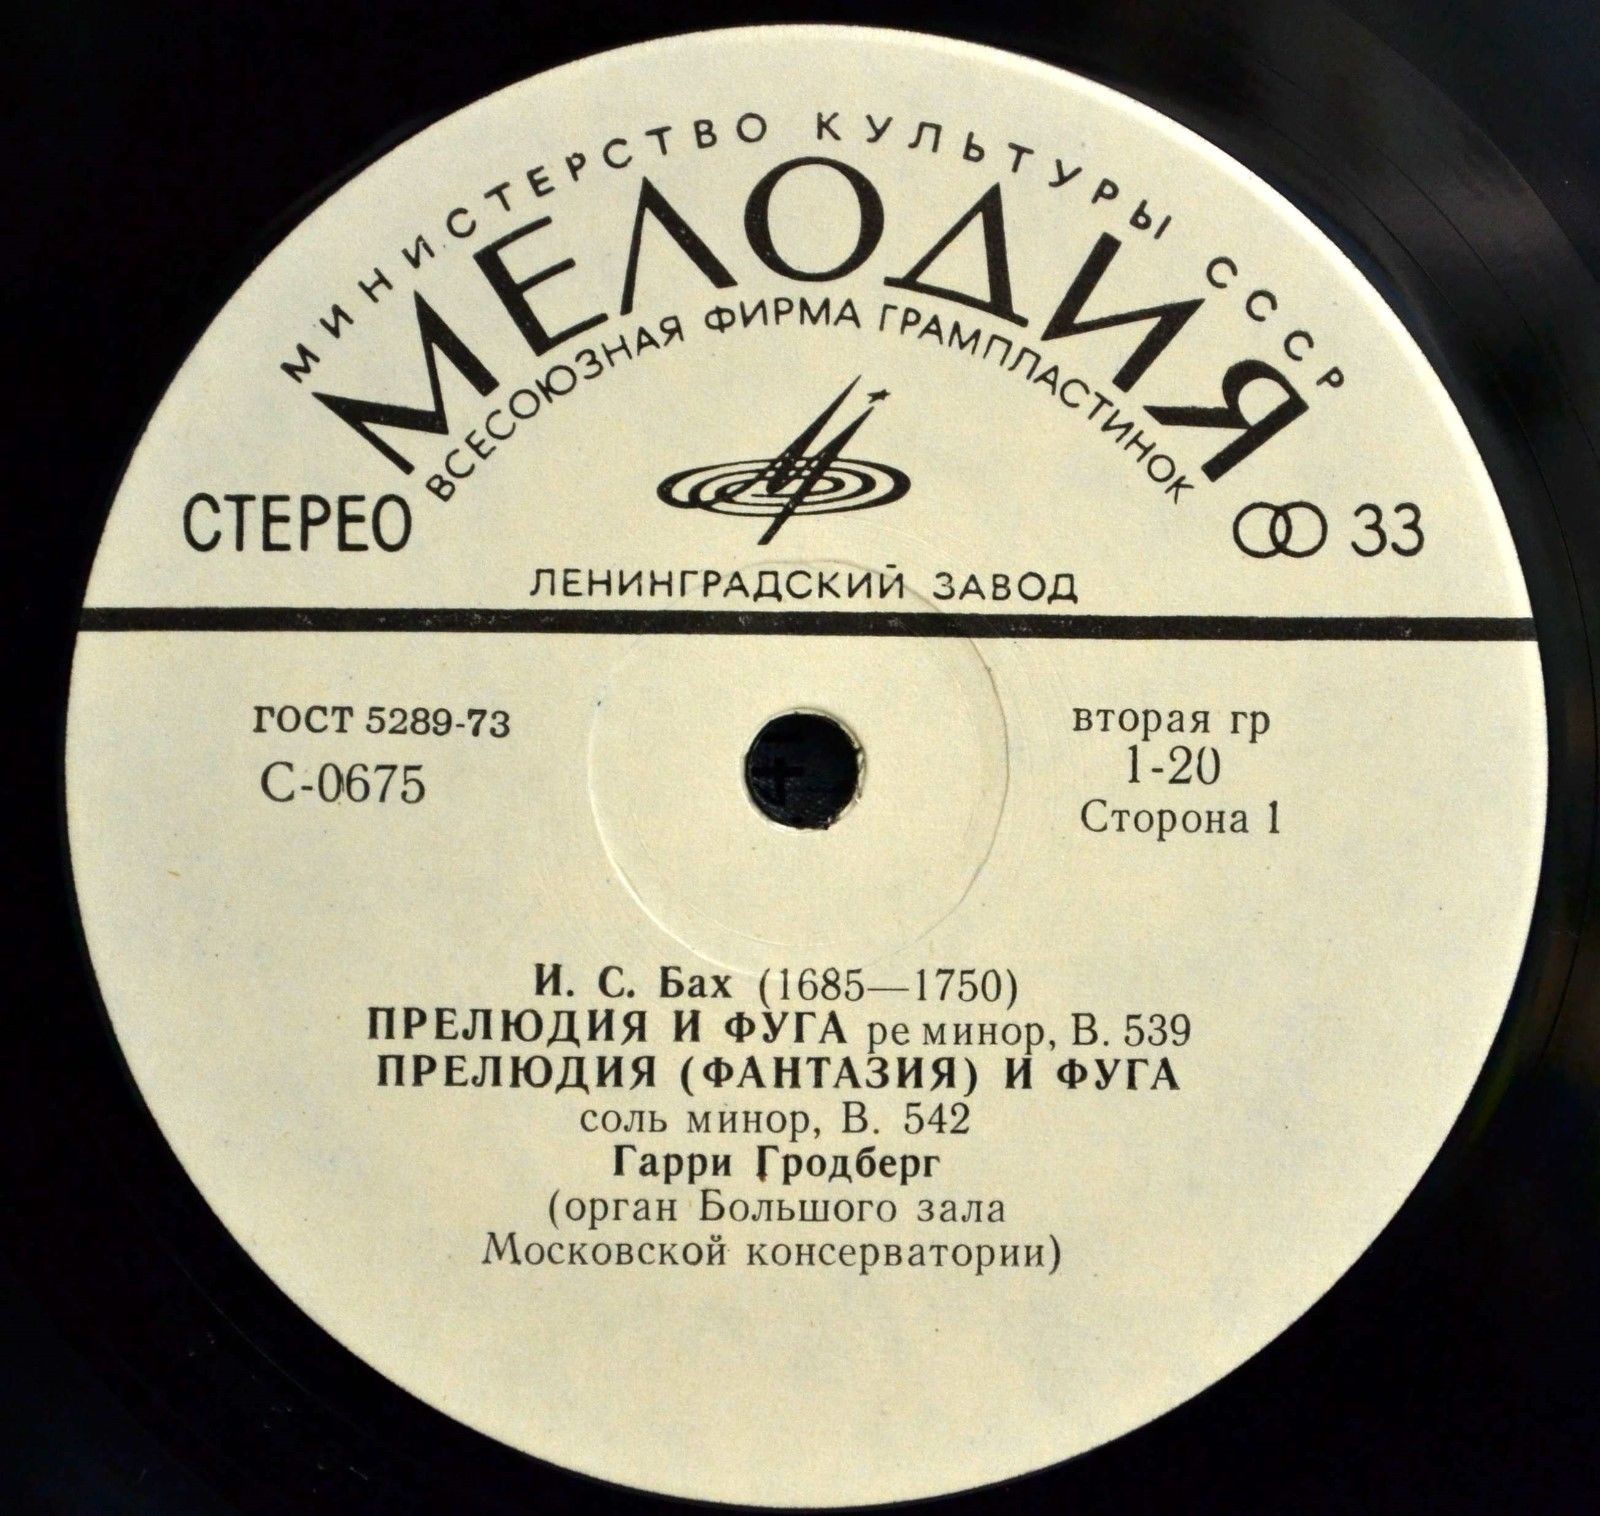 МИНИСТЕРСТВО КУЛЬТУРЫ СССР
МЕЛОДИЯ
ВСЕСОЮЗНАЯ ФИРМА ГРАМПЛАСТИНОК
СТЕРЕО
33
ЛЕНИНГРАДСКИЙ ЗАВОД
ГОСТ 5289-73
С-0675
вторая гр
1-20
Сторона 1
И. С. Бах (1685—1750)
ПРЕЛЮДИЯ И ФУГА ре минор, В. 539
ПРЕЛЮДИЯ (ФАНТАЗИЯ) И ФУГА
соль минор, В. 542
Гарри Гродберг
(орган Большого зала
Московской консерватории)